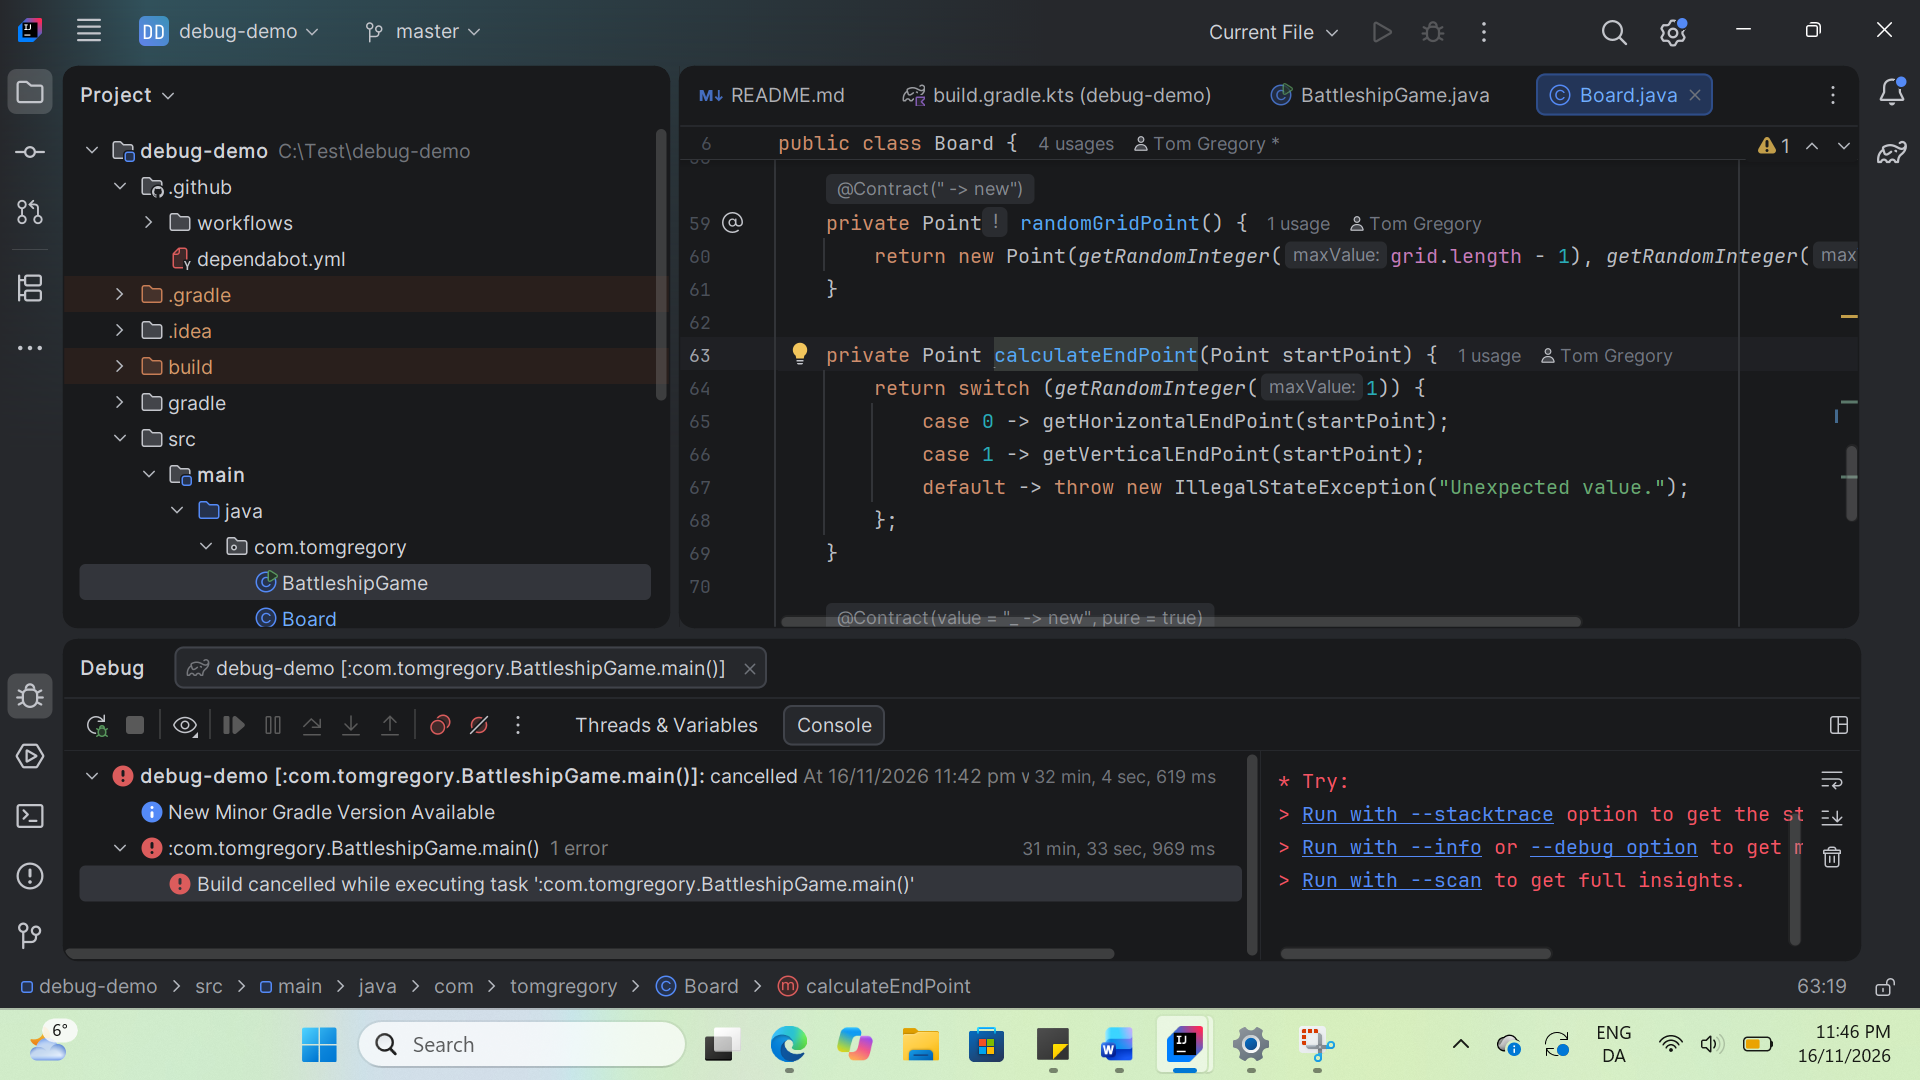 DD debug-demo master Current File
Project
debug-demo C:\Test\debug-demo
.github
workflows
dependabot.yml
.gradle
.idea
build
gradle
src
main
java
com.tomgregory
BattleshipGame
Board
README.md build.gradle.kts (debug-demo) BattleshipGame.java Board.java
6 public class Board { 4 usages Tom Gregory * 1
@Contract(" -> new")
59 private Point ! randomGridPoint() { 1 usage Tom Gregory
60 return new Point(getRandomInteger( maxValue: grid.length - 1), getRandomInteger( max
61 }
62
63 private Point calculateEndPoint(Point startPoint) { 1 usage Tom Gregory
64 return switch (getRandomInteger( maxValue: 1)) {
65 case 0 -> getHorizontalEndPoint(startPoint);
66 case 1 -> getVerticalEndPoint(startPoint);
67 default -> throw new IllegalStateException("Unexpected value.");
68 };
69 }
70
@Contract(value = "_ -> new", pure = true)
Debug debug-demo [:com.tomgregory.BattleshipGame.main()]
Threads & Variables Console
debug-demo [:com.tomgregory.BattleshipGame.main()]: cancelled At 16/11/2026 11:42 pm w 32 min, 4 sec, 619 ms
New Minor Gradle Version Available
:com.tomgregory.BattleshipGame.main() 1 error 31 min, 33 sec, 969 ms
Build cancelled while executing task ':com.tomgregory.BattleshipGame.main()'
* Try:
> Run with --stacktrace option to get the st
> Run with --info or --debug option to get m
> Run with --scan to get full insights.
debug-demo > src > main > java > com > tomgregory > Board > calculateEndPoint 63:19
6° Search ENG DA 11:46 PM 16/11/2026